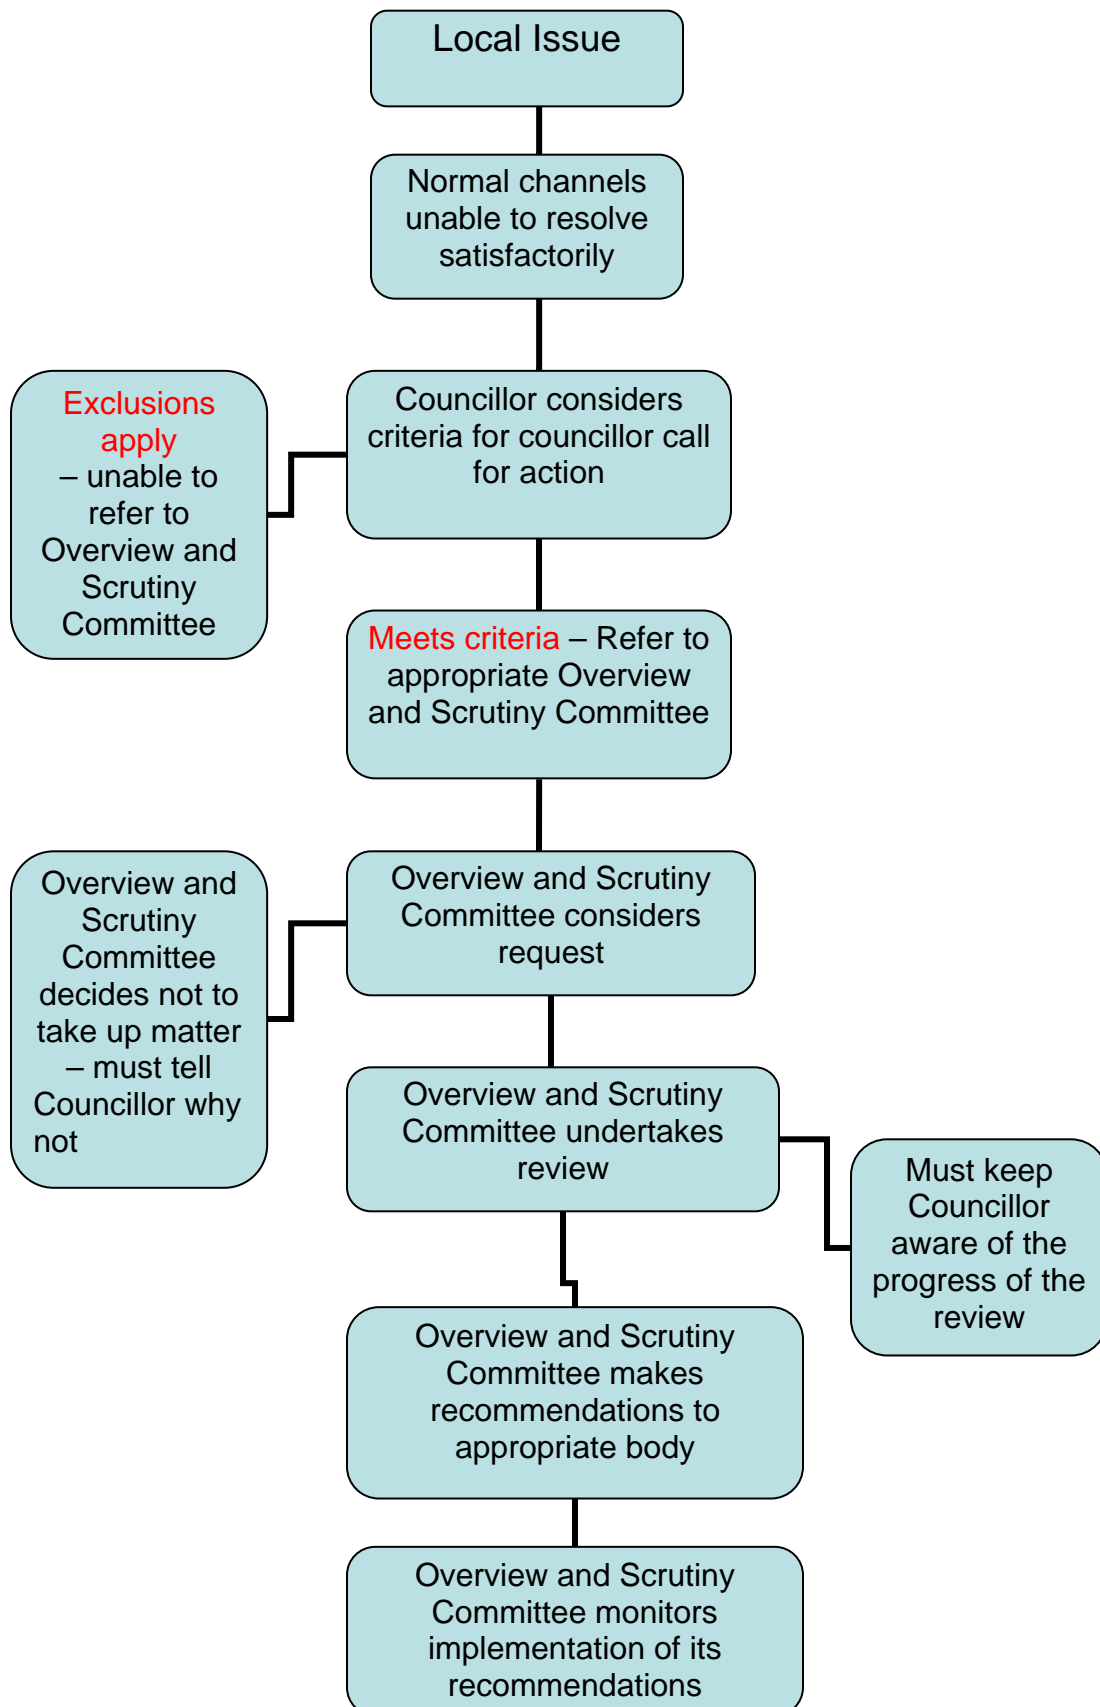 Local Issue
Normal channels
unable to resolve
satisfactorily
Exclusions
apply
– unable to
refer to
Overview and
Scrutiny
Committee
Councillor considers
criteria for councillor call
for action
Meets criteria – Refer to
appropriate Overview
and Scrutiny Committee
Overview and
Scrutiny
Committee
decides not to
take up matter
– must tell
Councillor why
not
Overview and Scrutiny
Committee considers
request
Overview and Scrutiny
Committee undertakes
review
Must keep
Councillor
aware of the
progress of the
review
Overview and Scrutiny
Committee makes
recommendations to
appropriate body
Overview and Scrutiny
Committee monitors
implementation of its
recommendations